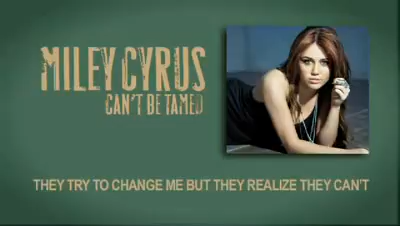 MILEY CYRUS
CAN'T BE TAMED
THEY TRY TO CHANGE ME BUT THEY REALIZE THEY CAN'T